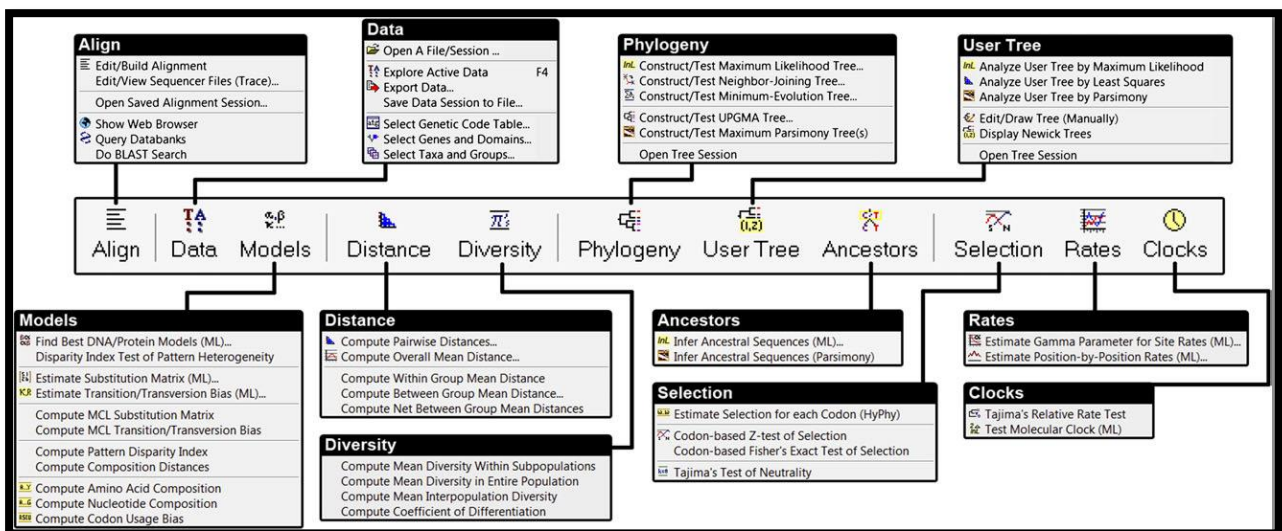 Align
Edit/Build Alignment
Edit/View Sequencer Files (Trace)...
Open Saved Alignment Session...
Show Web Browser
Query Databanks
Do BLAST Search
Data
Open A File/Session ...
Explore Active Data F4
Export Data...
Save Data Session to File...
Select Genetic Code Table...
Select Genes and Domains...
Select Taxa and Groups...
Phylogeny
Construct/Test Maximum Likelihood Tree...
Construct/Test Neighbor-Joining Tree...
Construct/Test Minimum-Evolution Tree...
Construct/Test UPGMA Tree...
Construct/Test Maximum Parsimony Tree(s)
Open Tree Session
User Tree
Analyze User Tree by Maximum Likelihood
Analyze User Tree by Least Squares
Analyze User Tree by Parsimony
Edit/Draw Tree (Manually)
Display Newick Trees
Open Tree Session
Align Data Models Distance Diversity Phylogeny User Tree Ancestors Selection Rates Clocks
Models
Find Best DNA/Protein Models (ML)...
Disparity Index Test of Pattern Heterogeneity
Estimate Substitution Matrix (ML)...
Estimate Transition/Transversion Bias (ML)...
Compute MCL Substitution Matrix
Compute MCL Transition/Transversion Bias
Compute Pattern Disparity Index
Compute Composition Distances
Compute Amino Acid Composition
Compute Nucleotide Composition
Compute Codon Usage Bias
Distance
Compute Pairwise Distances...
Compute Overall Mean Distance...
Compute Within Group Mean Distance
Compute Between Group Mean Distance...
Compute Net Between Group Mean Distances
Diversity
Compute Mean Diversity Within Subpopulations
Compute Mean Diversity in Entire Population
Compute Mean Interpopulation Diversity
Compute Coefficient of Differentiation
Ancestors
Infer Ancestral Sequences (ML)...
Infer Ancestral Sequences (Parsimony)
Selection
Estimate Selection for each Codon (HyPhy)
Codon-based Z-test of Selection
Codon-based Fisher's Exact Test of Selection
Tajima's Test of Neutrality
Rates
Estimate Gamma Parameter for Site Rates (ML)...
Estimate Position-by-Position Rates (ML)...
Clocks
Tajima's Relative Rate Test
Test Molecular Clock (ML)